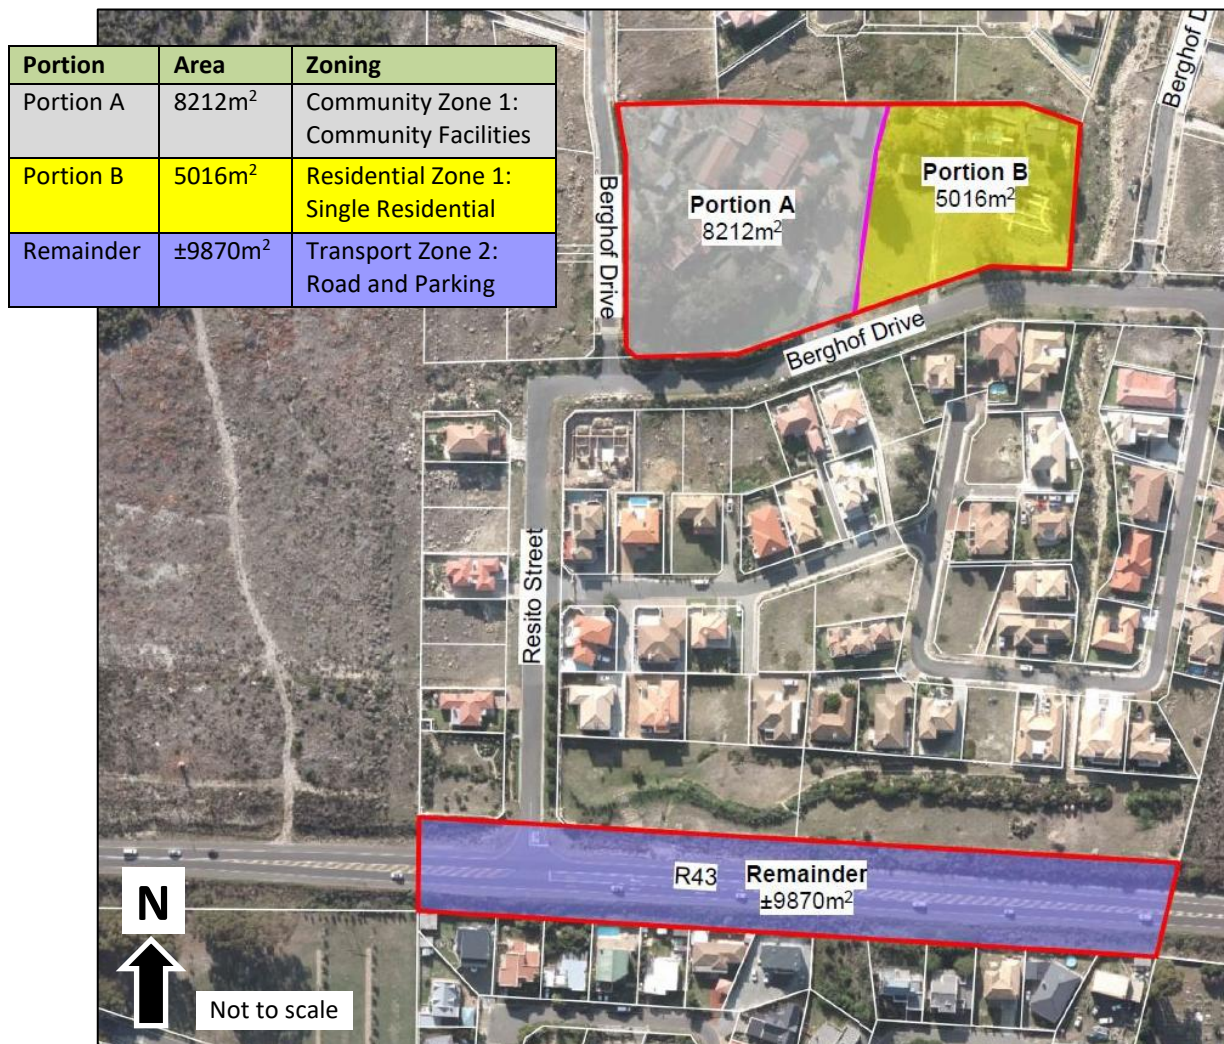 Portion Area Zoning
Portion A 8212m² Community Zone 1:
Community Facilities
Portion B 5016m² Residential Zone 1:
Single Residential
Remainder ±9870m² Transport Zone 2:
Road and Parking
Berghof D
Berghof Drive
Portion A
8212m²
Portion B
5016m²
Berghof Drive
Resito Street
R43
Remainder
±9870m²
N
Not to scale